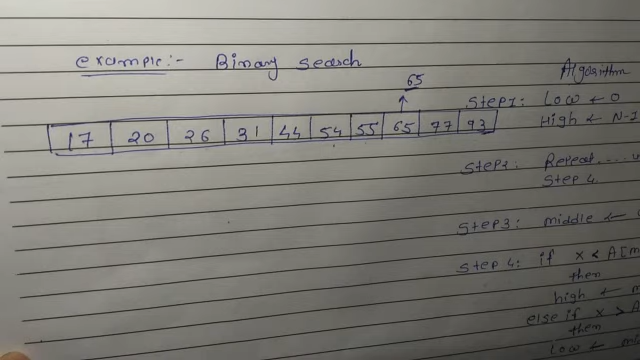 example:- Binary search
65
17 20 26 31 44 54 55 65 77 93
Algorithm
Step1: Low ← 0
High ← N-1
Step2: Repeat ....
Step 4.
Step3: middle ←
Step 4: if x < A[m
then
high ← m
else if x > A
then
low ← mi